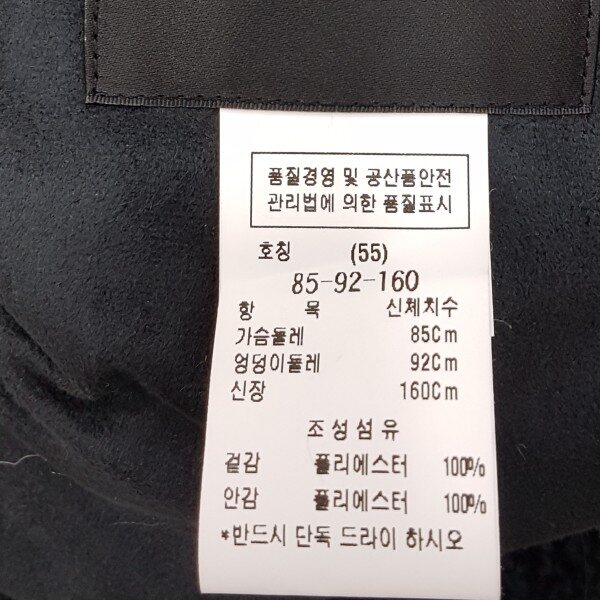 품질경영 및 공산품안전
관리법에 의한 품질표시
호칭 (55)
85-92-160
항 목 신체치수
가슴둘레 85Cm
엉덩이둘레 92Cm
신장 160Cm
조성섬유
겉감 폴리에스터 100%
안감 폴리에스터 100%
*반드시 단독 드라이 하시오